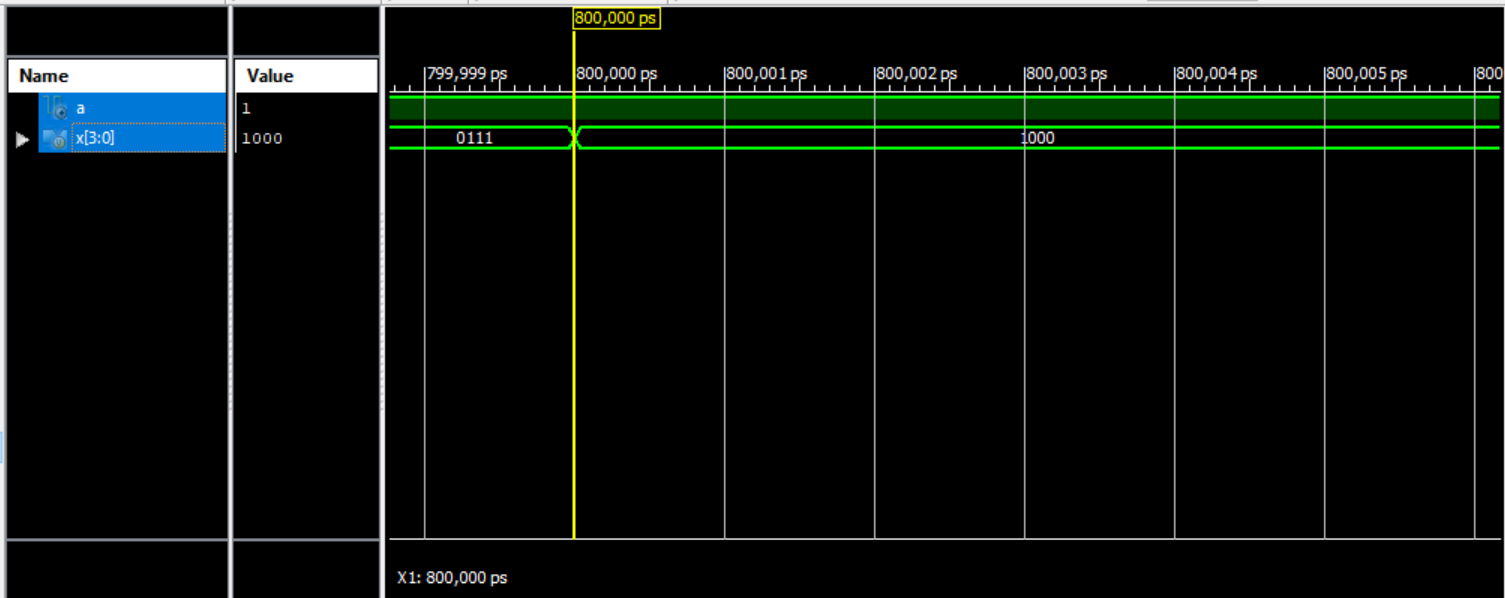 800,000 ps
Name
Value
799,999 ps
800,000 ps
800,001 ps
800,002 ps
800,003 ps
800,004 ps
800,005 ps
800
a
1
x[3:0]
1000
0111
1000
X1: 800,000 ps